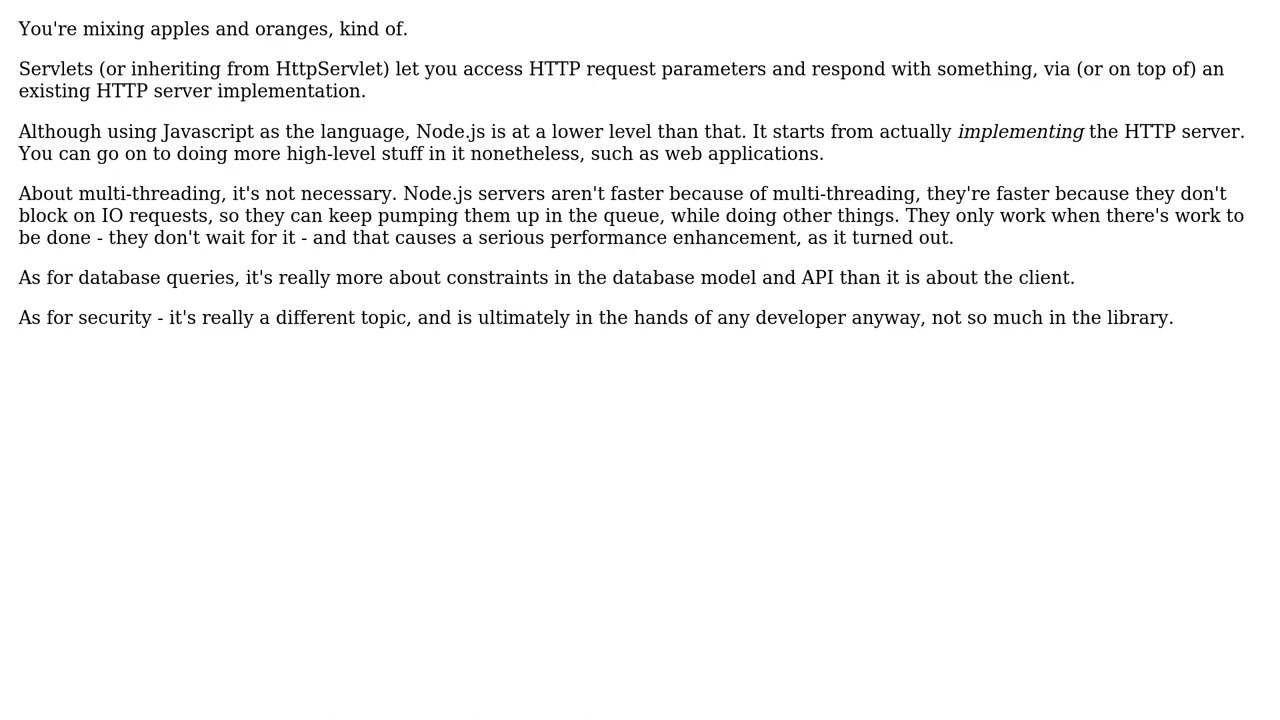 You're mixing apples and oranges, kind of.
Servlets (or inheriting from HttpServlet) let you access HTTP request parameters and respond with something, via (or on top of) an
existing HTTP server implementation.
Although using Javascript as the language, Node.js is at a lower level than that. It starts from actually implementing the HTTP server.
You can go on to doing more high-level stuff in it nonetheless, such as web applications.
About multi-threading, it's not necessary. Node.js servers aren't faster because of multi-threading, they're faster because they don't
block on IO requests, so they can keep pumping them up in the queue, while doing other things. They only work when there's work to
be done - they don't wait for it - and that causes a serious performance enhancement, as it turned out.
As for database queries, it's really more about constraints in the database model and API than it is about the client.
As for security - it's really a different topic, and is ultimately in the hands of any developer anyway, not so much in the library.